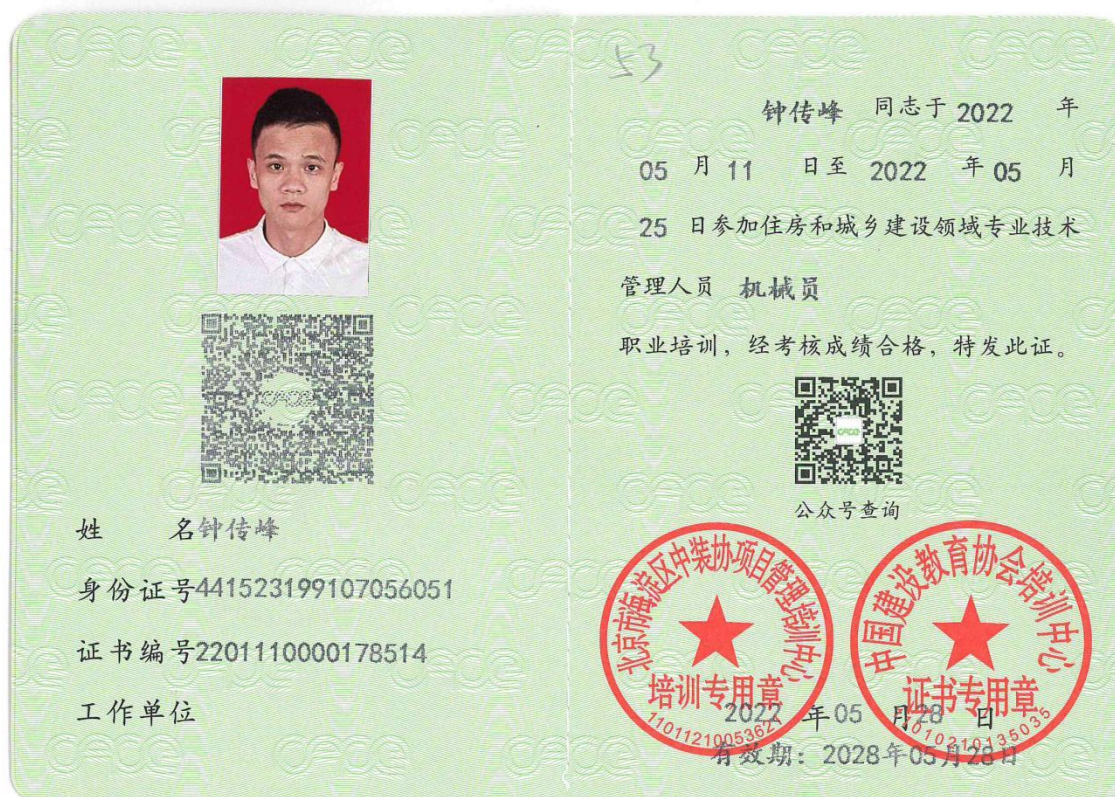 姓 名钟传峰
身份证号441523199107056051
证书编号2201110000178514
工作单位
53
钟传峰 同志于 2022 年
05 月 11 日至 2022 年 05 月
25 日参加住房和城乡建设领域专业技术
管理人员 机械员
职业培训，经考核成绩合格，特发此证。
公众号查询
北京市海淀区中装协项目管理培训中心
培训专用章
中国建设教育协会培训中心
证书专用章
2022 年 05 月 28 日
有效期：2028年05月28日